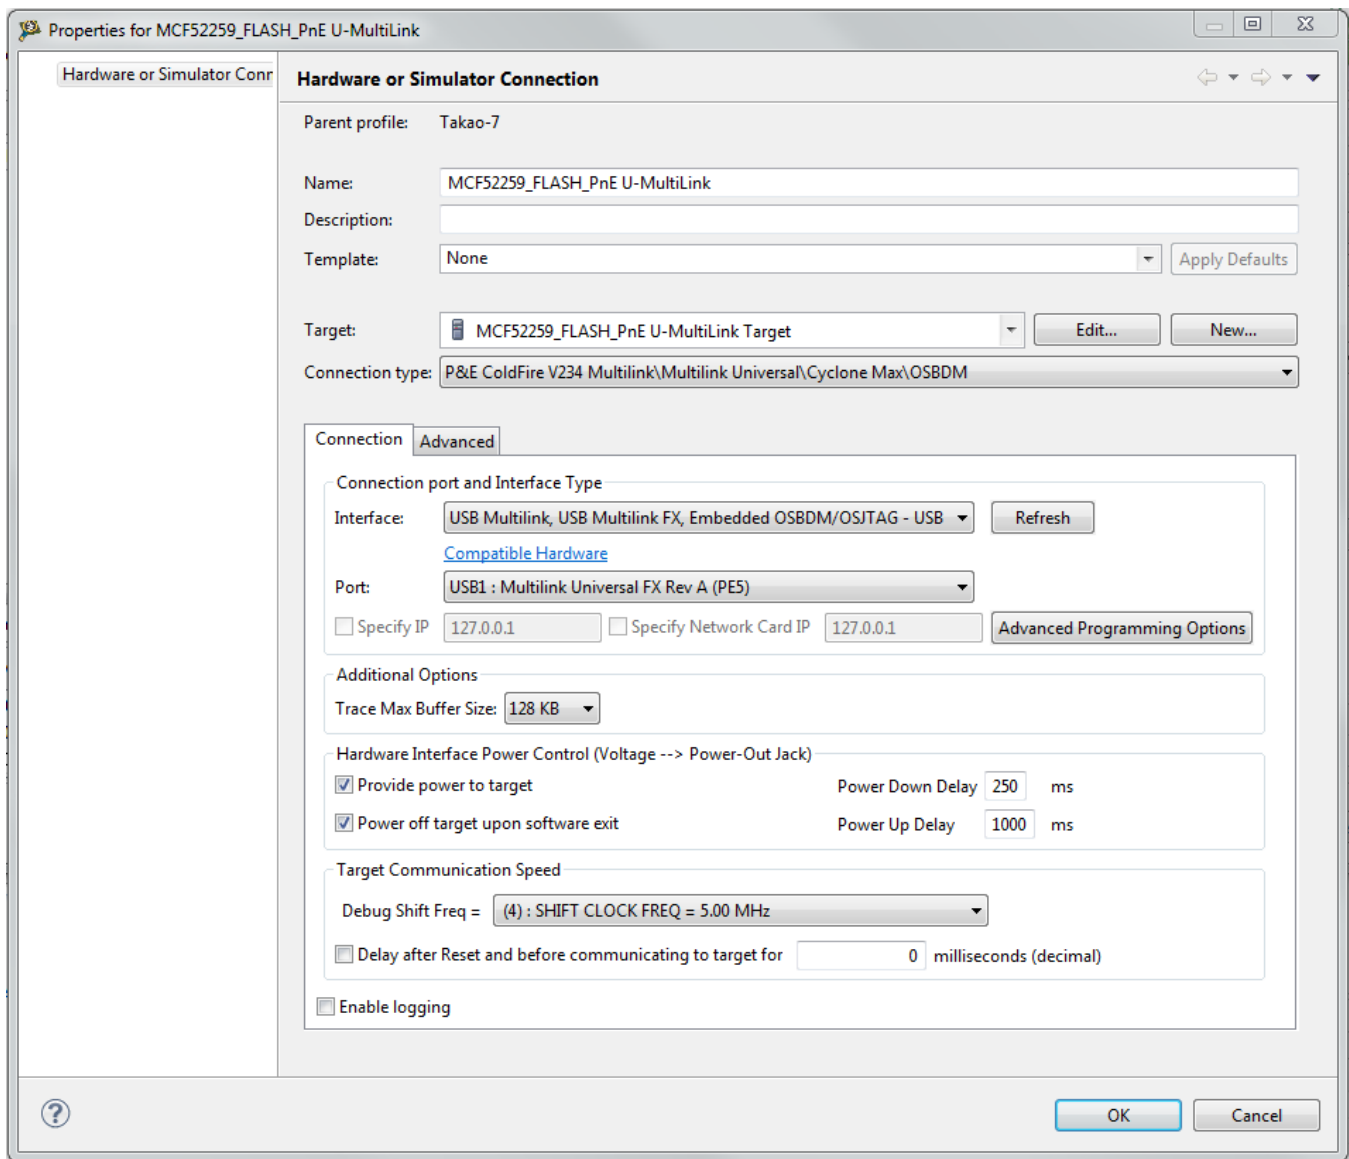 Properties for MCF52259_FLASH_PnE U-MultiLink
Hardware or Simulator Conn
Hardware or Simulator Connection
Parent profile: Takao-7
Name: MCF52259_FLASH_PnE U-MultiLink
Description:
Template: None Apply Defaults
Target: MCF52259_FLASH_PnE U-MultiLink Target Edit... New...
Connection type: P&E ColdFire V234 Multilink\Multilink Universal\Cyclone Max\OSBDM
Connection Advanced
Connection port and Interface Type
Interface: USB Multilink, USB Multilink FX, Embedded OSBDM/OSJTAG - USB Refresh
Compatible Hardware
Port: USB1 : Multilink Universal FX Rev A (PE5)
Specify IP 127.0.0.1 Specify Network Card IP 127.0.0.1 Advanced Programming Options
Additional Options
Trace Max Buffer Size: 128 KB
Hardware Interface Power Control (Voltage --> Power-Out Jack)
Provide power to target Power Down Delay 250 ms
Power off target upon software exit Power Up Delay 1000 ms
Target Communication Speed
Debug Shift Freq = (4) : SHIFT CLOCK FREQ = 5.00 MHz
Delay after Reset and before communicating to target for 0 milliseconds (decimal)
Enable logging
? OK Cancel